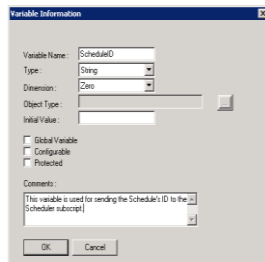 Variable Information
Variable Name : ScheduleID
Type : String
Dimension : Zero
Object Type :
Initial Value :
Global Variable
Configurable
Protected
Comments :
This variable is used for sending the Schedule's ID to the
Scheduler subscript.
OK Cancel